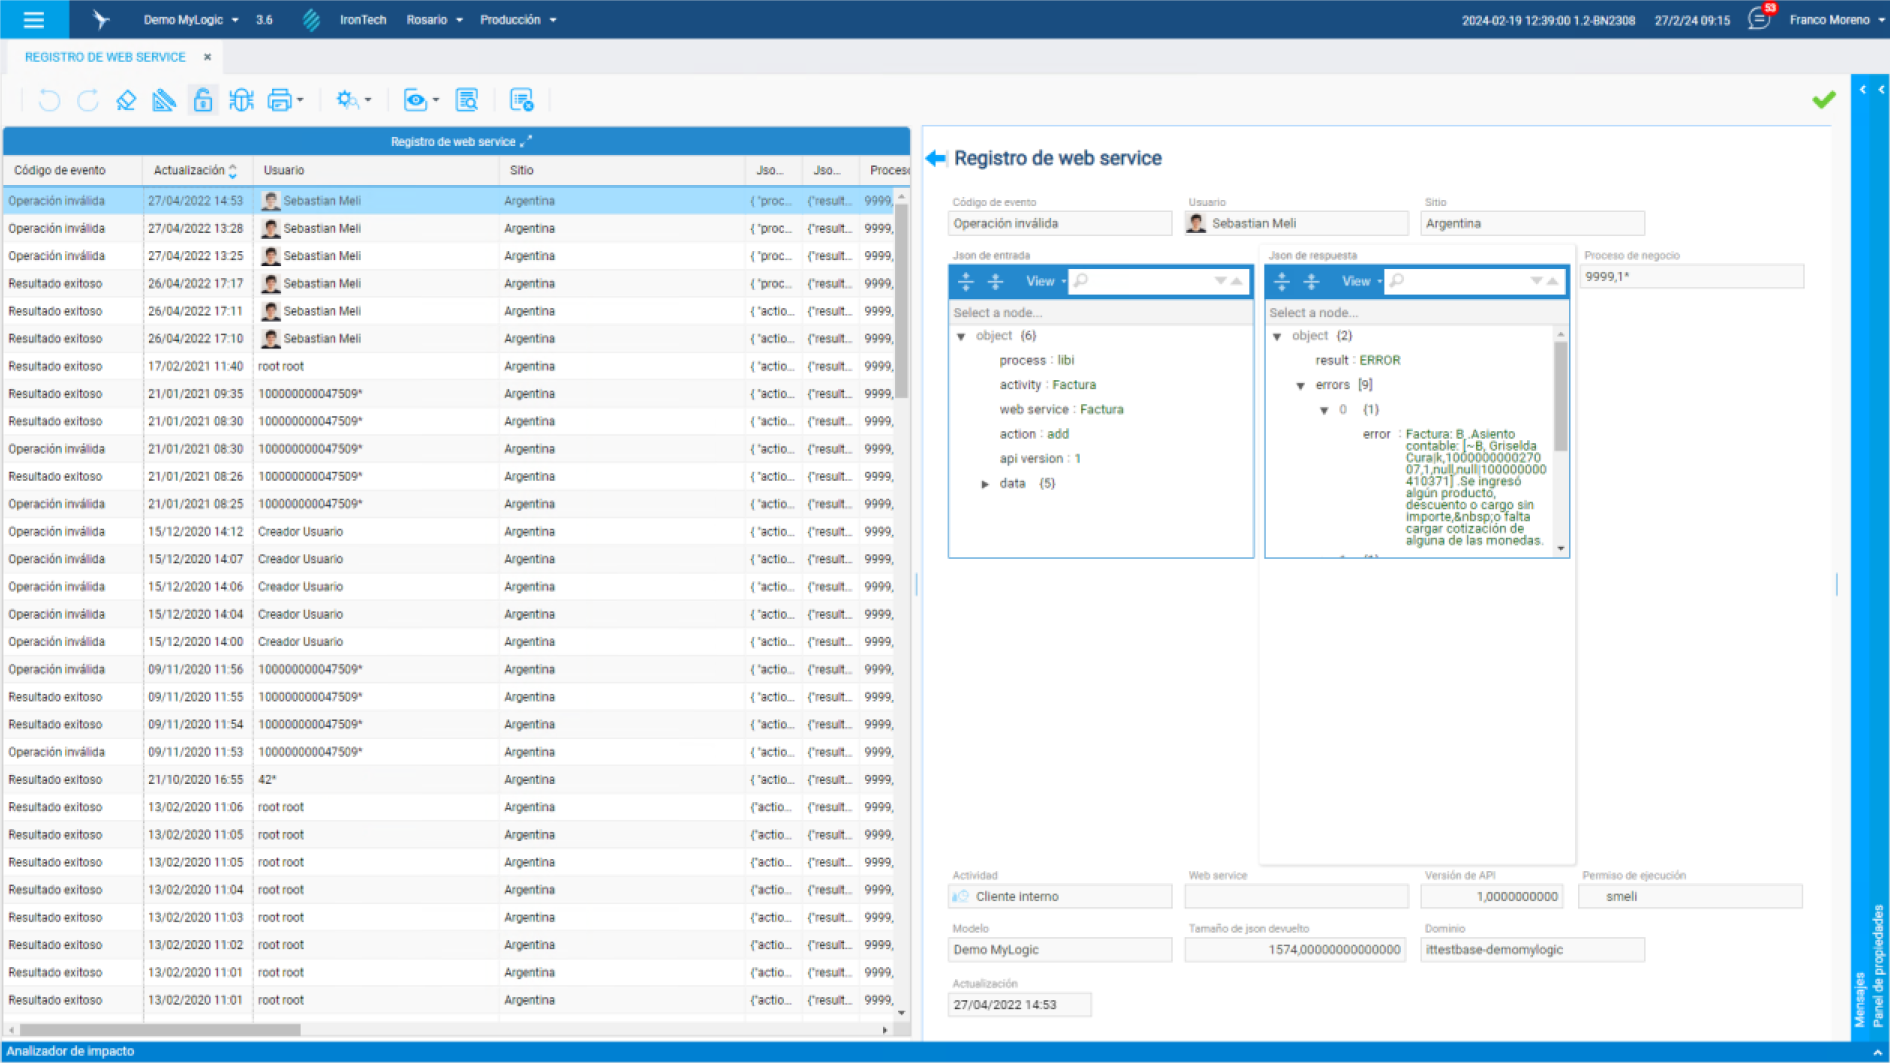 Demo MyLogic 3.6 IronTech Rosario Producción 2024-02-19 12:39:00 1.2-BN2308 27/2/24 09:15 53 Franco Moreno
REGISTRO DE WEB SERVICE ×
Registro de web service
Código de evento Actualización Usuario Sitio Jso... Jso... Proceso
Operación inválida 27/04/2022 14:53 Sebastian Meli Argentina { "proc... {"result... 9999,
Operación inválida 27/04/2022 13:28 Sebastian Meli Argentina { "proc... {"result... 9999,
Operación inválida 27/04/2022 13:25 Sebastian Meli Argentina { "proc... {"result... 9999,
Resultado exitoso 26/04/2022 17:17 Sebastian Meli Argentina { "proc... {"result... 9999,
Resultado exitoso 26/04/2022 17:11 Sebastian Meli Argentina { "actio... {"result... 9999,
Resultado exitoso 26/04/2022 17:10 Sebastian Meli Argentina { "actio... {"result... 9999,
Resultado exitoso 17/02/2021 11:40 root root Argentina { "actio... {"result... 9999,
Resultado exitoso 21/01/2021 09:35 100000000047509* Argentina { "actio... {"result... 9999,
Resultado exitoso 21/01/2021 08:30 100000000047509* Argentina { "actio... {"result... 9999,
Operación inválida 21/01/2021 08:30 100000000047509* Argentina { "actio... {"result... 9999,
Resultado exitoso 21/01/2021 08:26 100000000047509* Argentina { "actio... {"result... 9999,
Operación inválida 21/01/2021 08:25 100000000047509* Argentina { "actio... {"result... 9999,
Operación inválida 15/12/2020 14:12 Creador Usuario Argentina { "actio... {"result... 9999,
Operación inválida 15/12/2020 14:07 Creador Usuario Argentina { "actio... {"result... 9999,
Operación inválida 15/12/2020 14:06 Creador Usuario Argentina { "actio... {"result... 9999,
Operación inválida 15/12/2020 14:04 Creador Usuario Argentina { "actio... {"result... 9999,
Operación inválida 15/12/2020 14:00 Creador Usuario Argentina { "actio... {"result... 9999,
Operación inválida 09/11/2020 11:56 100000000047509* Argentina { "actio... {"result... 9999,
Resultado exitoso 09/11/2020 11:55 100000000047509* Argentina { "actio... {"result... 9999,
Resultado exitoso 09/11/2020 11:54 100000000047509* Argentina { "actio... {"result... 9999,
Operación inválida 09/11/2020 11:53 100000000047509* Argentina { "actio... {"result... 9999,
Resultado exitoso 21/10/2020 16:55 42* Argentina { "actio... {"result... 9999,
Resultado exitoso 13/02/2020 11:06 root root Argentina {"actio... {"result... 9999,
Resultado exitoso 13/02/2020 11:05 root root Argentina {"actio... {"result... 9999,
Resultado exitoso 13/02/2020 11:05 root root Argentina {"actio... {"result... 9999,
Resultado exitoso 13/02/2020 11:04 root root Argentina {"actio... {"result... 9999,
Resultado exitoso 13/02/2020 11:03 root root Argentina {"actio... {"result... 9999,
Resultado exitoso 13/02/2020 11:02 root root Argentina {"actio... {"result... 9999,
Resultado exitoso 13/02/2020 11:01 root root Argentina {"actio... {"result... 9999,
Resultado exitoso 13/02/2020 11:01 root root Argentina {"actio... {"result... 9999,
Registro de web service
Código de evento Usuario Sitio
Operación inválida Sebastian Meli Argentina
Json de entrada
View
Select a node...
object {6}
process : libi
activity : Factura
web service : Factura
action : add
api version : 1
data {5}
Json de respuesta
View
Select a node...
object {2}
result : ERROR
errors [9]
0 {1}
error : Factura: B .Asiento
contable: [~B, Griselda
Cura|k,1000000000270
07,1,null,null|100000000
410371] .Se ingresó
algún producto,
descuento o cargo sin
importe,&nbsp;o falta
cargar cotización de
alguna de las monedas.
Proceso de negocio
9999,1*
Actividad Web service Versión de API Permiso de ejecución
Cliente interno 1,0000000000 smeli
Modelo Tamaño de json devuelto Dominio
Demo MyLogic 1574,00000000000000 ittestbase-demomylogic
Actualización
27/04/2022 14:53
Mensajes
Panel de propiedades
Analizador de impacto